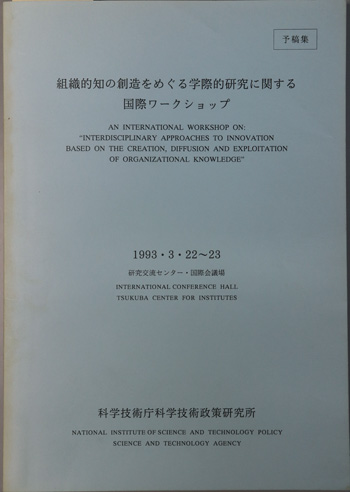 予稿集
組織的知の創造をめぐる学際的研究に関する
国際ワークショップ
AN INTERNATIONAL WORKSHOP ON:
"INTERDISCIPLINARY APPROACHES TO INNOVATION
BASED ON THE CREATION, DIFFUSION AND EXPLOITATION
OF ORGANIZATIONAL KNOWLEDGE"
1993・3・22〜23
研究交流センター・国際会議場
INTERNATIONAL CONFERENCE HALL
TSUKUBA CENTER FOR INSTITUTES
科学技術庁科学技術政策研究所
NATIONAL INSTITUTE OF SCIENCE AND TECHNOLOGY POLICY
SCIENCE AND TECHNOLOGY AGENCY